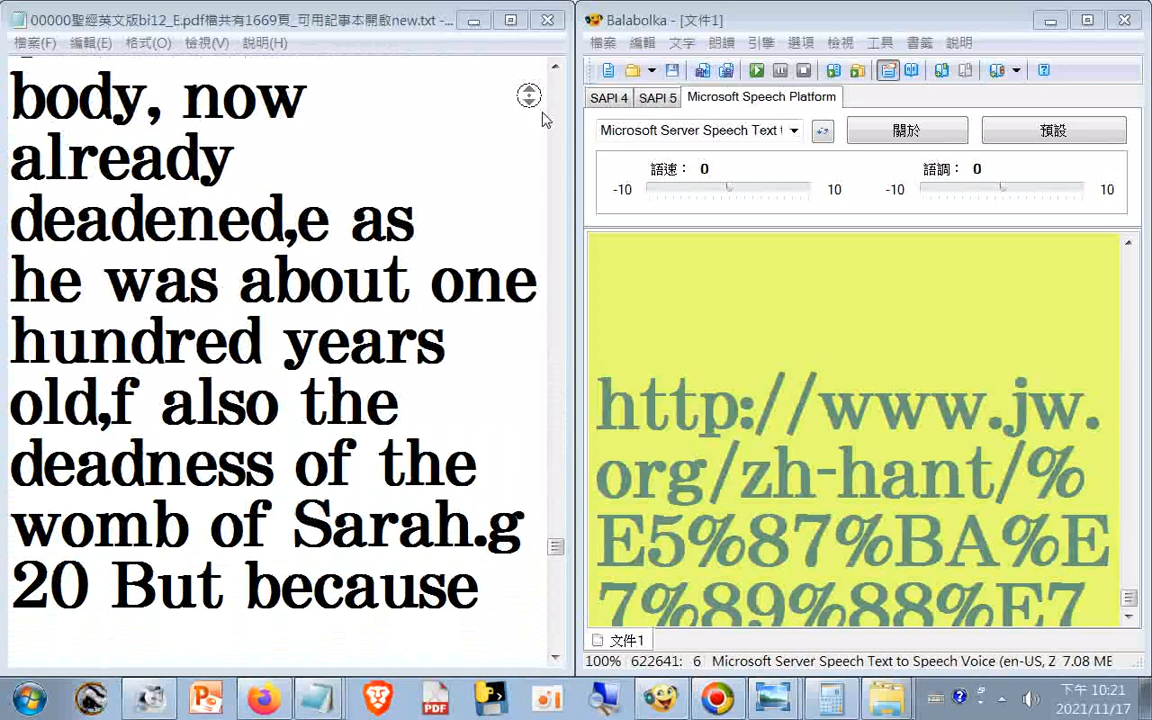 00000聖經英文版bi12_E.pdf檔共有1669頁_可用記事本開啟new.txt -...
檔案(F) 編輯(E) 格式(O) 檢視(V) 說明(H)
body, now
already
deadened,e as
he was about one
hundred years
old,f also the
deadness of the
womb of Sarah.g
20 But because
Balabolka - [文件1]
檔案 編輯 文字 朗讀 引擎 選項 檢視 工具 書籤 說明
SAPI 4 SAPI 5 Microsoft Speech Platform
Microsoft Server Speech Text t 關於 預設
語速： 0 語調： 0
-10 10 -10 10
http://www.jw.
org/zh-hant/%
E5%87%BA%E
7%89%88%E7
文件1
100% 622641: 6 Microsoft Server Speech Text to Speech Voice (en-US, Z 7.08 ME
PDF
下午 10:21
2021/11/17